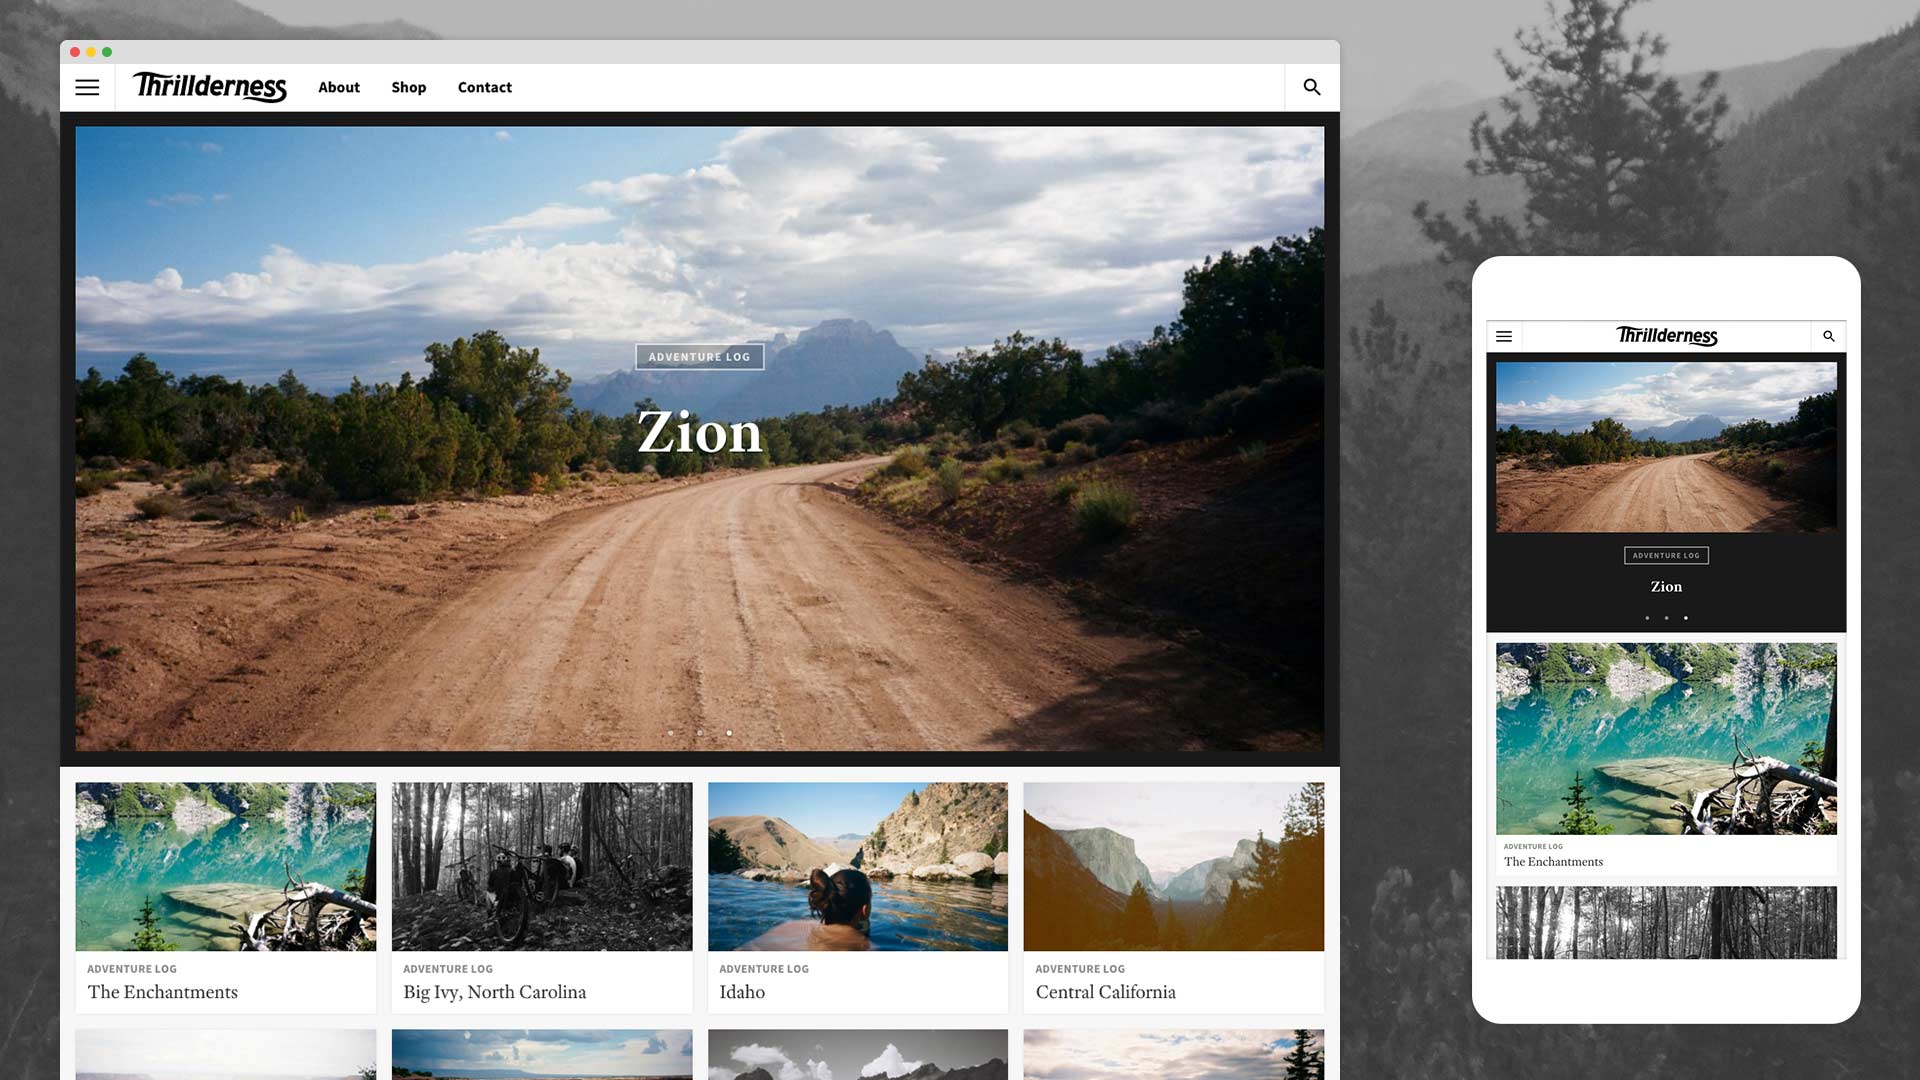 Thrillderness
About
Shop
Contact
ADVENTURE LOG
Zion
ADVENTURE LOG
The Enchantments
ADVENTURE LOG
Big Ivy, North Carolina
ADVENTURE LOG
Idaho
ADVENTURE LOG
Central California
Thrillderness
ADVENTURE LOG
Zion
ADVENTURE LOG
The Enchantments